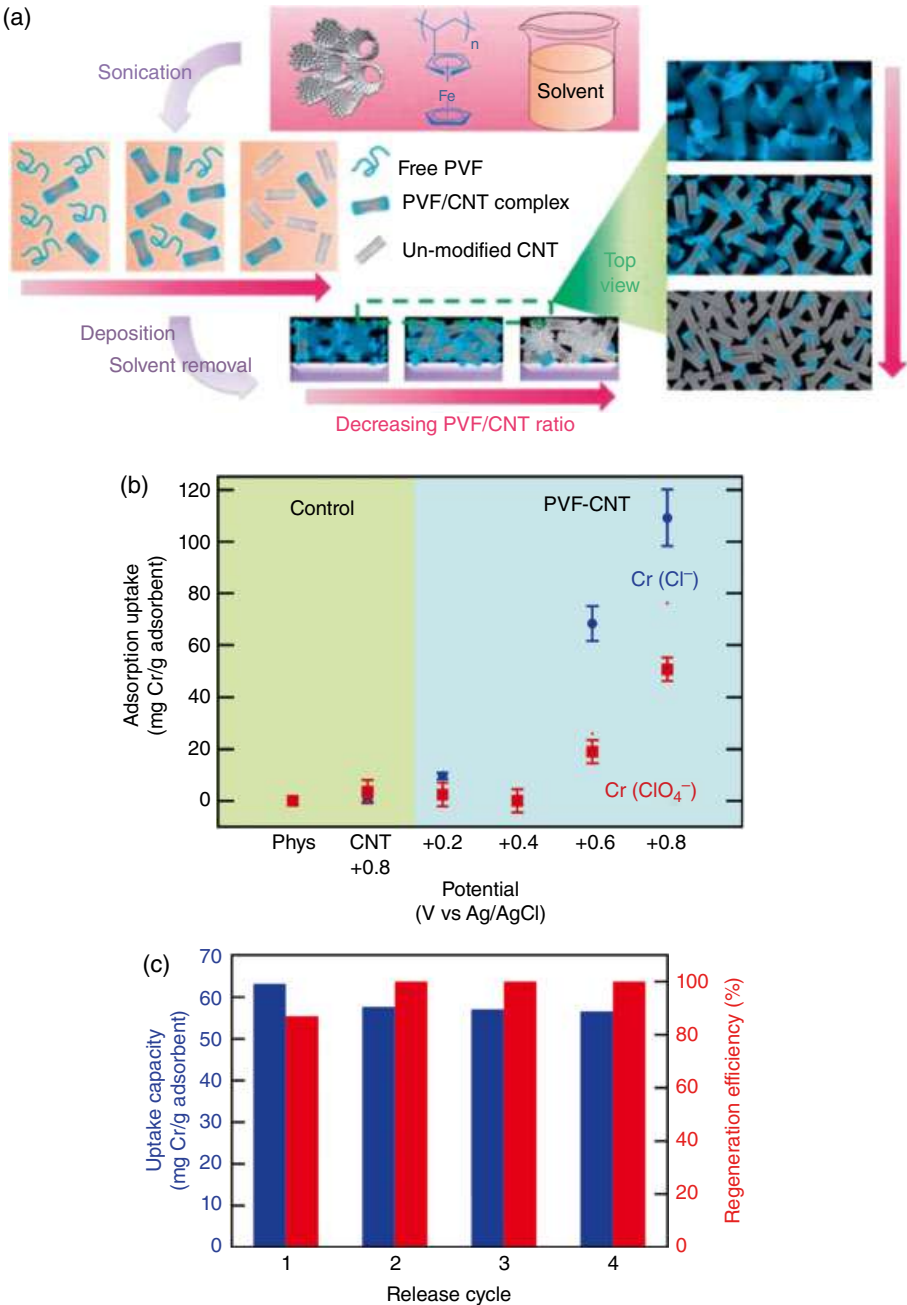 (a)
Sonication
n
Fe
Solvent
Free PVF
PVF/CNT complex
Un-modified CNT
Top
view
Deposition
Solvent removal
Decreasing PVF/CNT ratio
(b)
Control
PVF-CNT
Cr (Cl⁻)
Cr (ClO₄⁻)
120
100
80
60
40
20
0
Adsorption uptake
(mg Cr/g adsorbent)
Phys
CNT
+0.8
+0.2
+0.4
+0.6
+0.8
Potential
(V vs Ag/AgCl)
(c)
70
60
50
40
30
20
10
0
Uptake capacity
(mg Cr/g adsorbent)
100
80
60
40
20
0
Regeneration efficiency (%)
1
2
3
4
Release cycle